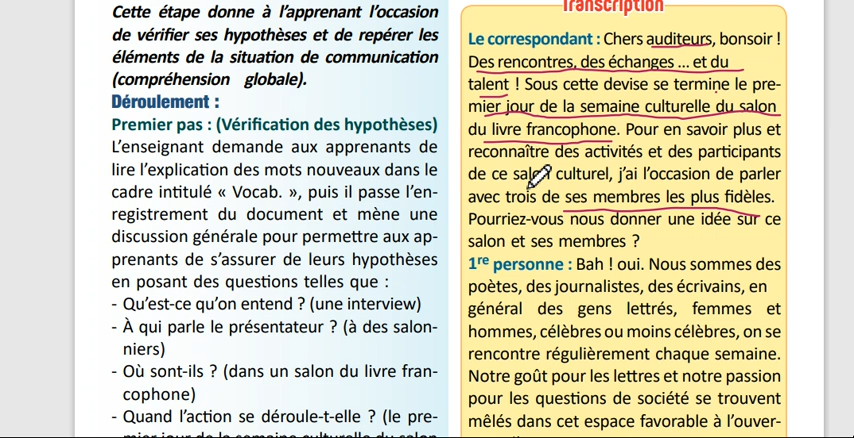 Cette étape donne à l'apprenant l'occasion
de vérifier ses hypothèses et de repérer les
éléments de la situation de communication
(compréhension globale).
Déroulement :
Premier pas : (Vérification des hypothèses)
L'enseignant demande aux apprenants de
lire l'explication des mots nouveaux dans le
cadre intitulé « Vocab. », puis il passe l'en-
registrement du document et mène une
discussion générale pour permettre aux ap-
prenants de s'assurer de leurs hypothèses
en posant des questions telles que :
- Qu'est-ce qu'on entend ? (une interview)
- À qui parle le présentateur ? (à des salon-
niers)
- Où sont-ils ? (dans un salon du livre fran-
cophone)
- Quand l'action se déroule-t-elle ? (le pre-
mier jour de la semaine culturelle du salon
Transcription
Le correspondant : Chers auditeurs, bonsoir !
Des rencontres, des échanges ... et du
talent ! Sous cette devise se termine le pre-
mier jour de la semaine culturelle du salon
du livre francophone. Pour en savoir plus et
reconnaître des activités et des participants
de ce salon culturel, j'ai l'occasion de parler
avec trois de ses membres les plus fidèles.
Pourriez-vous nous donner une idée sur ce
salon et ses membres ?
1re personne : Bah ! oui. Nous sommes des
poètes, des journalistes, des écrivains, en
général des gens lettrés, femmes et
hommes, célèbres ou moins célèbres, on se
rencontre régulièrement chaque semaine.
Notre goût pour les lettres et notre passion
pour les questions de société se trouvent
mêlés dans cet espace favorable à l'ouver-